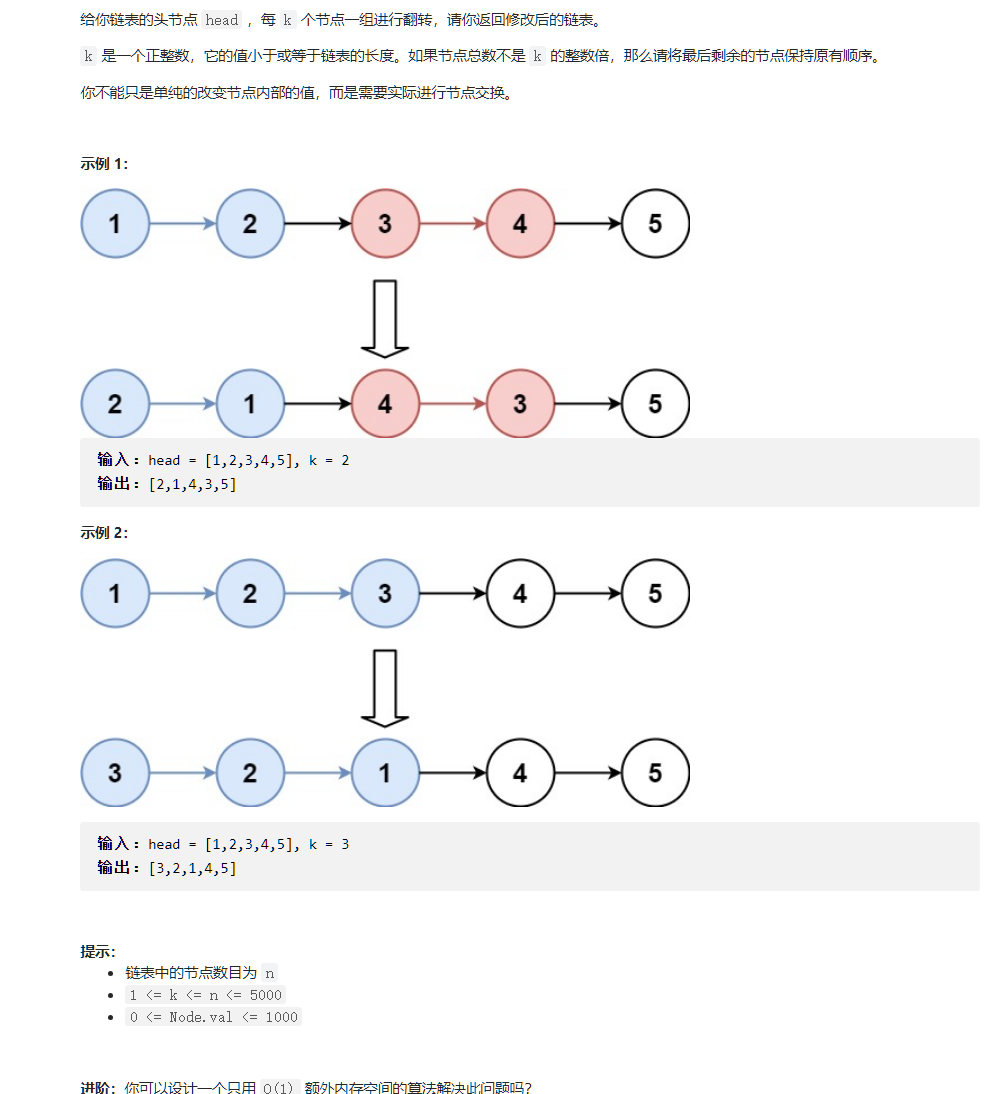 给你链表的头节点 head ，每 k 个节点一组进行翻转，请你返回修改后的链表。
k 是一个正整数，它的值小于或等于链表的长度。如果节点总数不是 k 的整数倍，那么请将最后剩余的节点保持原有顺序。
你不能只是单纯的改变节点内部的值，而是需要实际进行节点交换。
示例 1：
1 2 3 4 5
2 1 4 3 5
输入：head = [1,2,3,4,5], k = 2
输出：[2,1,4,3,5]
示例 2：
1 2 3 4 5
3 2 1 4 5
输入：head = [1,2,3,4,5], k = 3
输出：[3,2,1,4,5]
提示：
链表中的节点数目为 n
1 <= k <= n <= 5000
0 <= Node.val <= 1000
进阶：你可以设计一个只用 O(1) 额外内存空间的算法解决此问题吗？